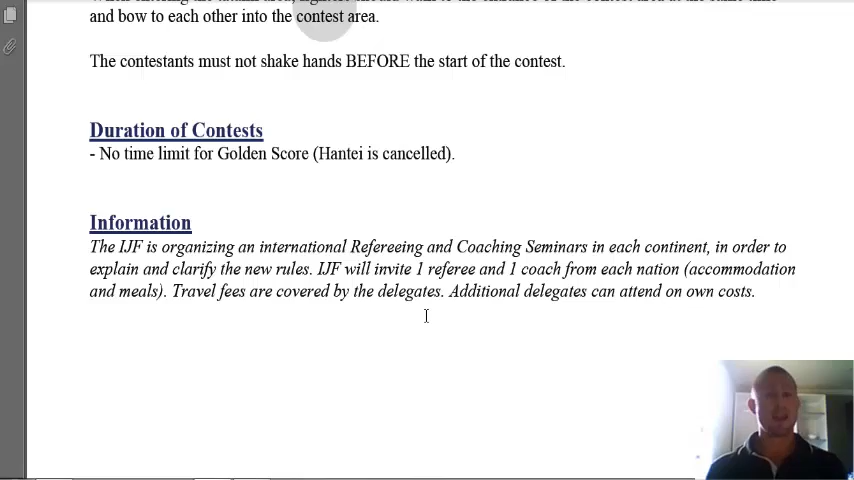 and bow to each other into the contest area.
The contestants must not shake hands BEFORE the start of the contest.
Duration of Contests
- No time limit for Golden Score (Hantei is cancelled).
Information
The IJF is organizing an international Refereeing and Coaching Seminars in each continent, in order to
explain and clarify the new rules. IJF will invite 1 referee and 1 coach from each nation (accommodation
and meals). Travel fees are covered by the delegates. Additional delegates can attend on own costs.